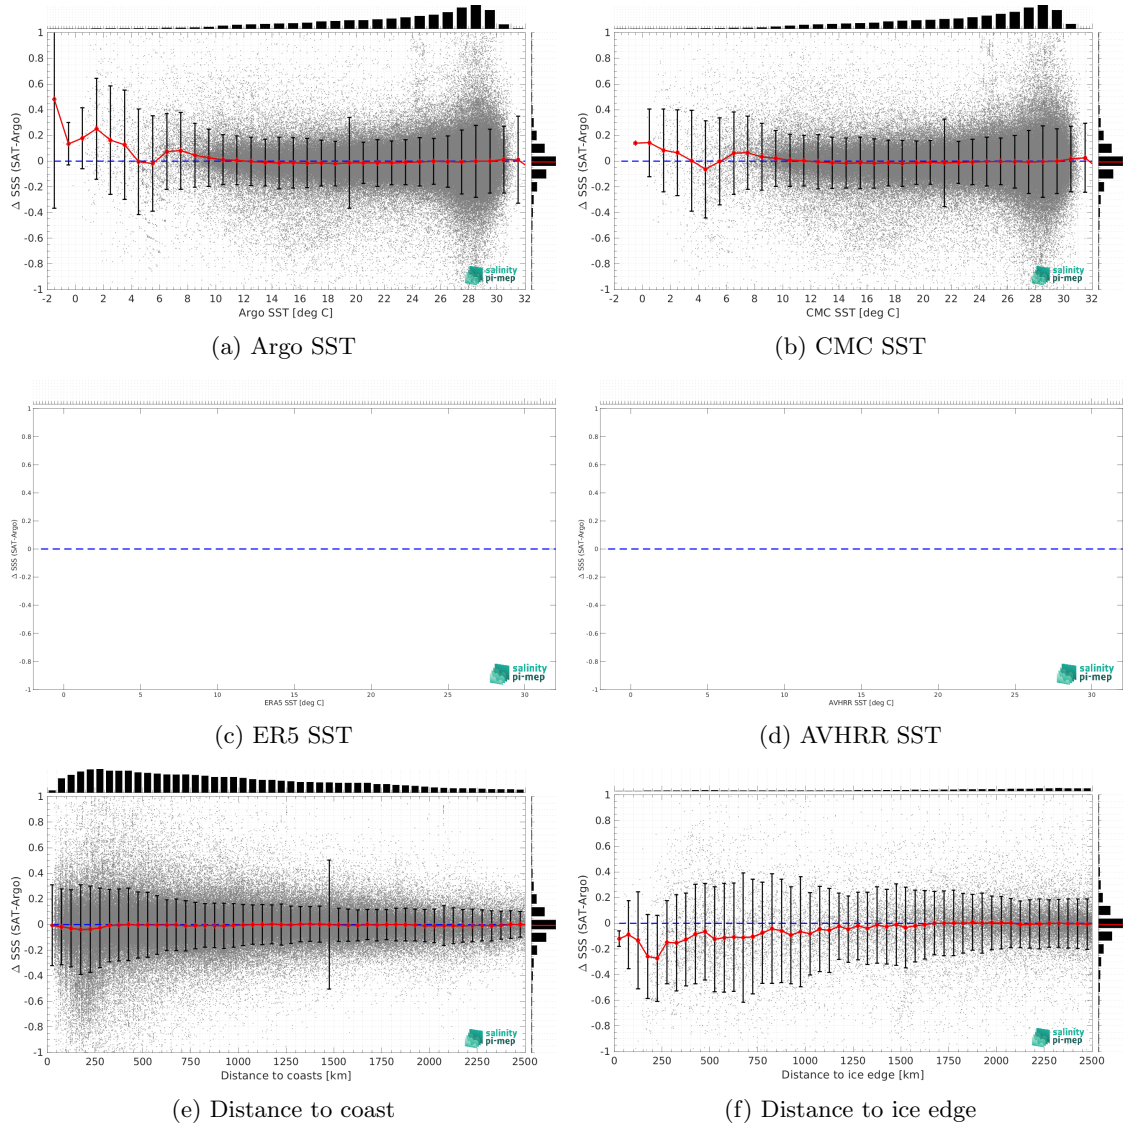 1
0.8
0.6
0.4
0.2
0
-0.2
-0.4
-0.6
-0.8
-1
Δ SSS (SAT-Argo)
salinity
pi-mep
-2 0 2 4 6 8 10 12 14 16 18 20 22 24 26 28 30 32
Argo SST [deg C]
(a) Argo SST
1
0.8
0.6
0.4
0.2
0
-0.2
-0.4
-0.6
-0.8
-1
Δ SSS (SAT-Argo)
salinity
pi-mep
-2 0 2 4 6 8 10 12 14 16 18 20 22 24 26 28 30 32
CMC SST [deg C]
(b) CMC SST
1
0.8
0.6
0.4
0.2
0
-0.2
-0.4
-0.6
-0.8
-1
Δ SSS (SAT-Argo)
salinity
pi-mep
0 5 10 15 20 25 30
ERA5 SST [deg C]
(c) ER5 SST
1
0.8
0.6
0.4
0.2
0
-0.2
-0.4
-0.6
-0.8
-1
Δ SSS (SAT-Argo)
salinity
pi-mep
0 5 10 15 20 25 30
AVHRR SST [deg C]
(d) AVHRR SST
1
0.8
0.6
0.4
0.2
0
-0.2
-0.4
-0.6
-0.8
-1
Δ SSS (SAT-Argo)
salinity
pi-mep
0 250 500 750 1000 1250 1500 1750 2000 2250 2500
Distance to coasts [km]
(e) Distance to coast
1
0.8
0.6
0.4
0.2
0
-0.2
-0.4
-0.6
-0.8
-1
Δ SSS (SAT-Argo)
salinity
pi-mep
0 250 500 750 1000 1250 1500 1750 2000 2250 2500
Distance to ice edge [km]
(f) Distance to ice edge